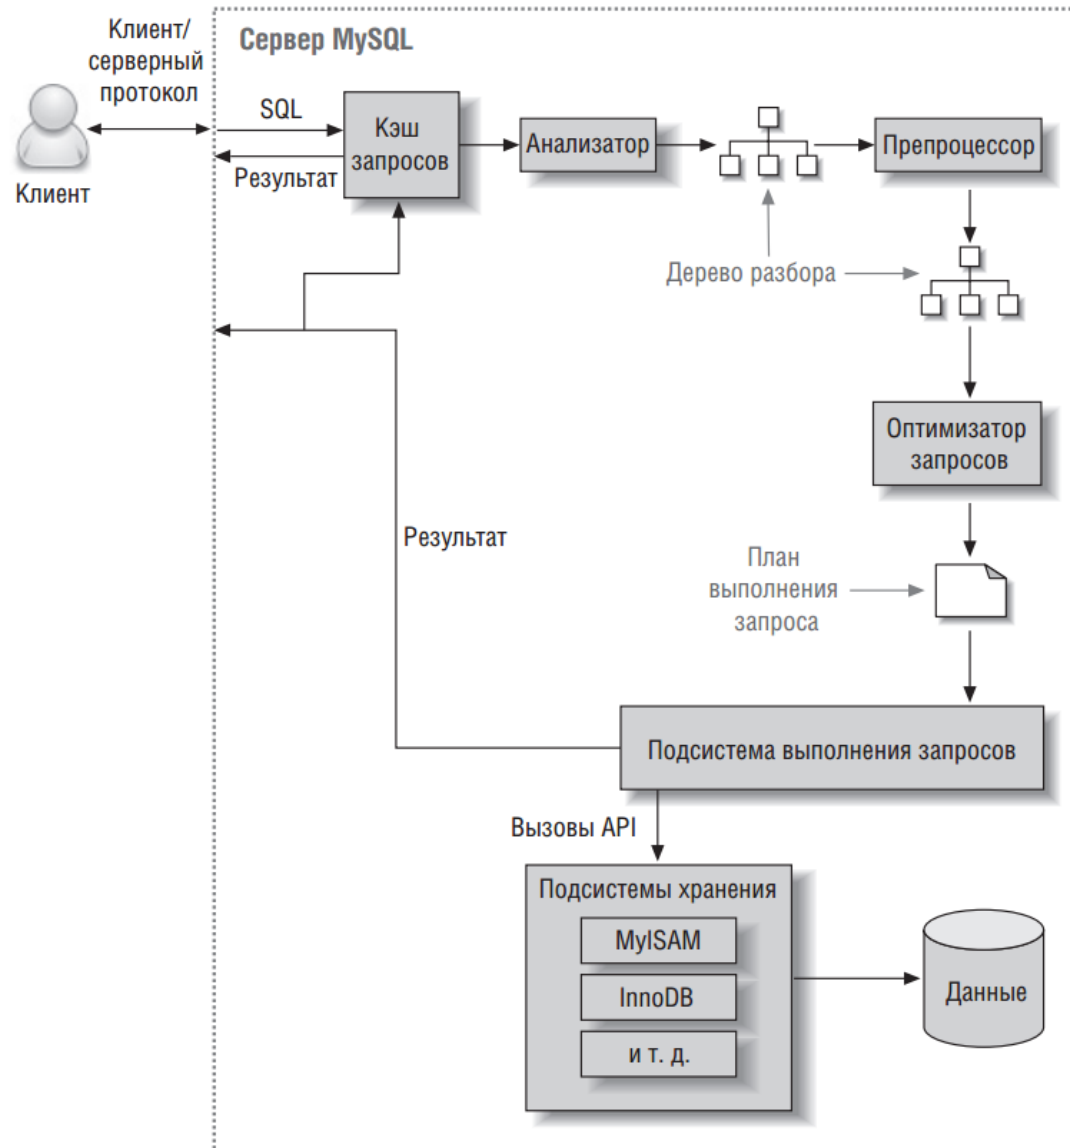 Клиент/
серверный
протокол
Сервер MySQL
SQL
Кэш
запросов
Анализатор
Препроцессор
Результат
Клиент
Дерево разбора
Оптимизатор
запросов
Результат
План
выполнения
запроса
Подсистема выполнения запросов
Вызовы API
Подсистемы хранения
MyISAM
InnoDB
и т. д.
Данные